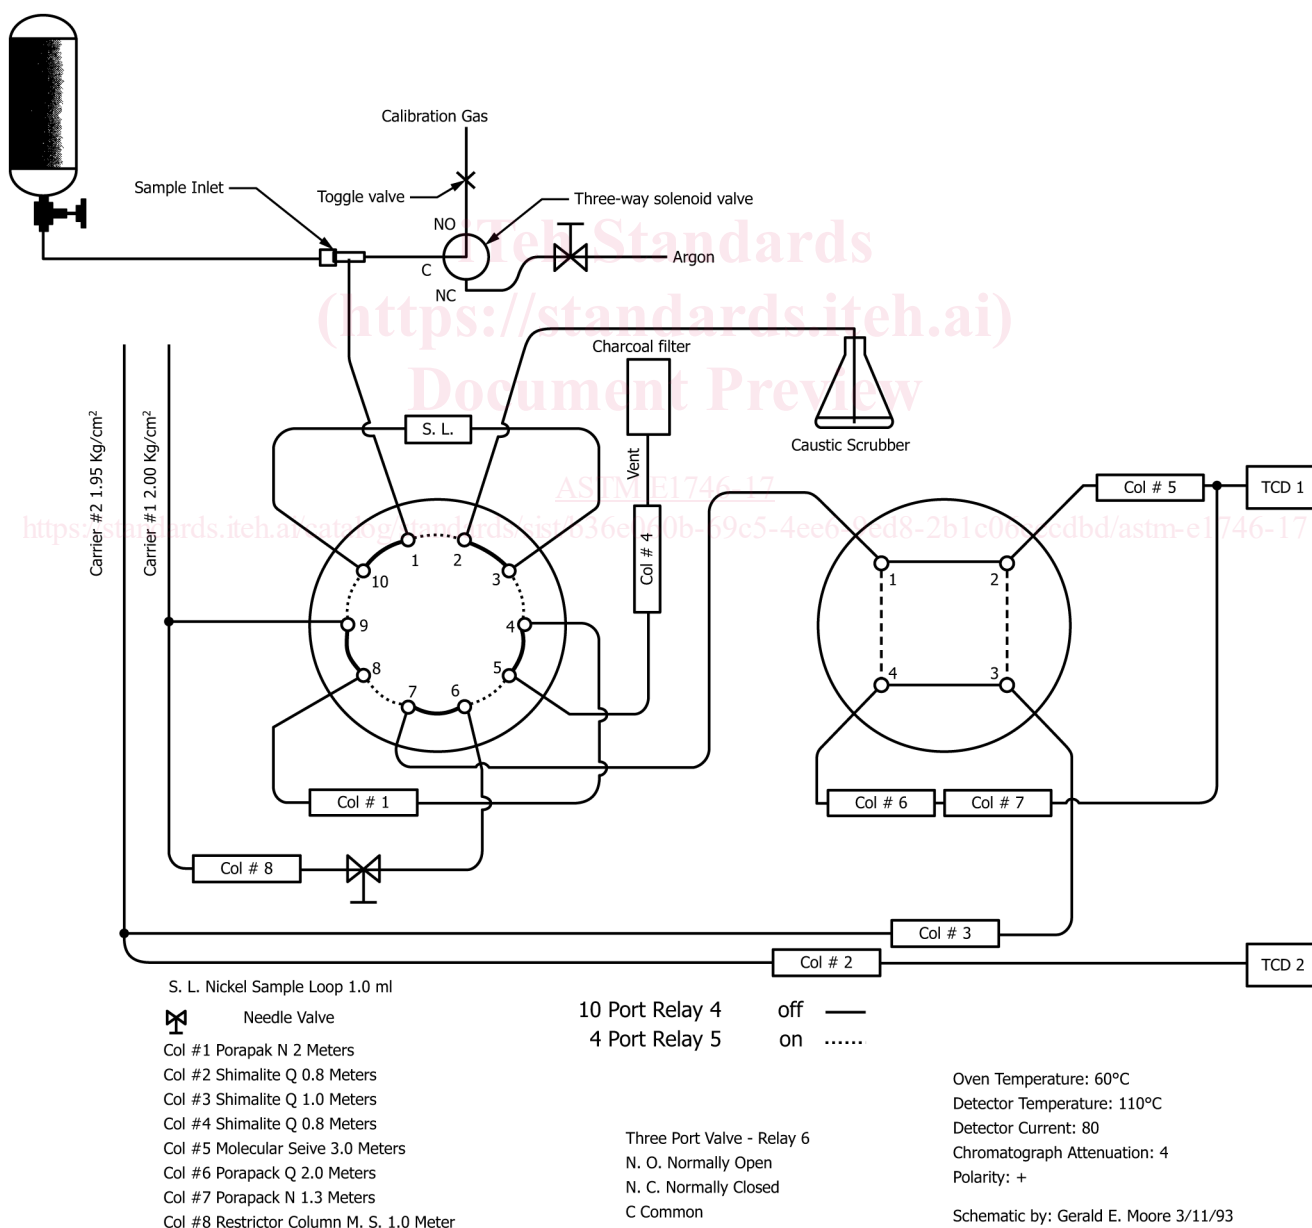 Calibration Gas
Sample Inlet
Toggle valve
Three-way solenoid valve
NO
C
NC
Argon
iTeh Standards
(https://standards.iteh.ai)
Document Preview
Charcoal filter
Caustic Scrubber
Carrier #2 1.95 Kg/cm²
Carrier #1 2.00 Kg/cm²
S. L.
Vent
Col # 4
ASTM E1746-17
Col # 5
TCD 1
1
2
3
4
5
6
7
8
9
10
1
2
3
4
Col # 1
Col # 6
Col # 7
Col # 8
Col # 3
Col # 2
TCD 2
S. L. Nickel Sample Loop 1.0 ml
Needle Valve
Col #1 Porapak N 2 Meters
Col #2 Shimalite Q 0.8 Meters
Col #3 Shimalite Q 1.0 Meters
Col #4 Shimalite Q 0.8 Meters
Col #5 Molecular Seive 3.0 Meters
Col #6 Porapack Q 2.0 Meters
Col #7 Porapack N 1.3 Meters
Col #8 Restrictor Column M. S. 1.0 Meter
10 Port Relay 4 off
4 Port Relay 5 on
Three Port Valve - Relay 6
N. O. Normally Open
N. C. Normally Closed
C Common
Oven Temperature: 60°C
Detector Temperature: 110°C
Detector Current: 80
Chromatograph Attenuation: 4
Polarity: +
Schematic by: Gerald E. Moore 3/11/93